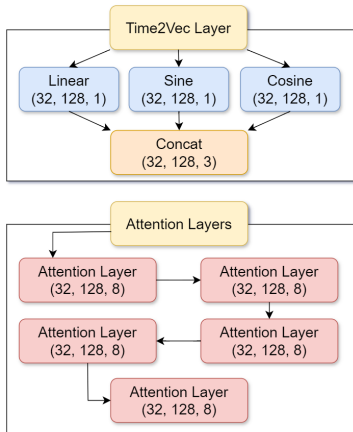 Time2Vec Layer
Linear
(32, 128, 1)
Sine
(32, 128, 1)
Cosine
(32, 128, 1)
Concat
(32, 128, 3)
Attention Layers
Attention Layer
(32, 128, 8)
Attention Layer
(32, 128, 8)
Attention Layer
(32, 128, 8)
Attention Layer
(32, 128, 8)
Attention Layer
(32, 128, 8)